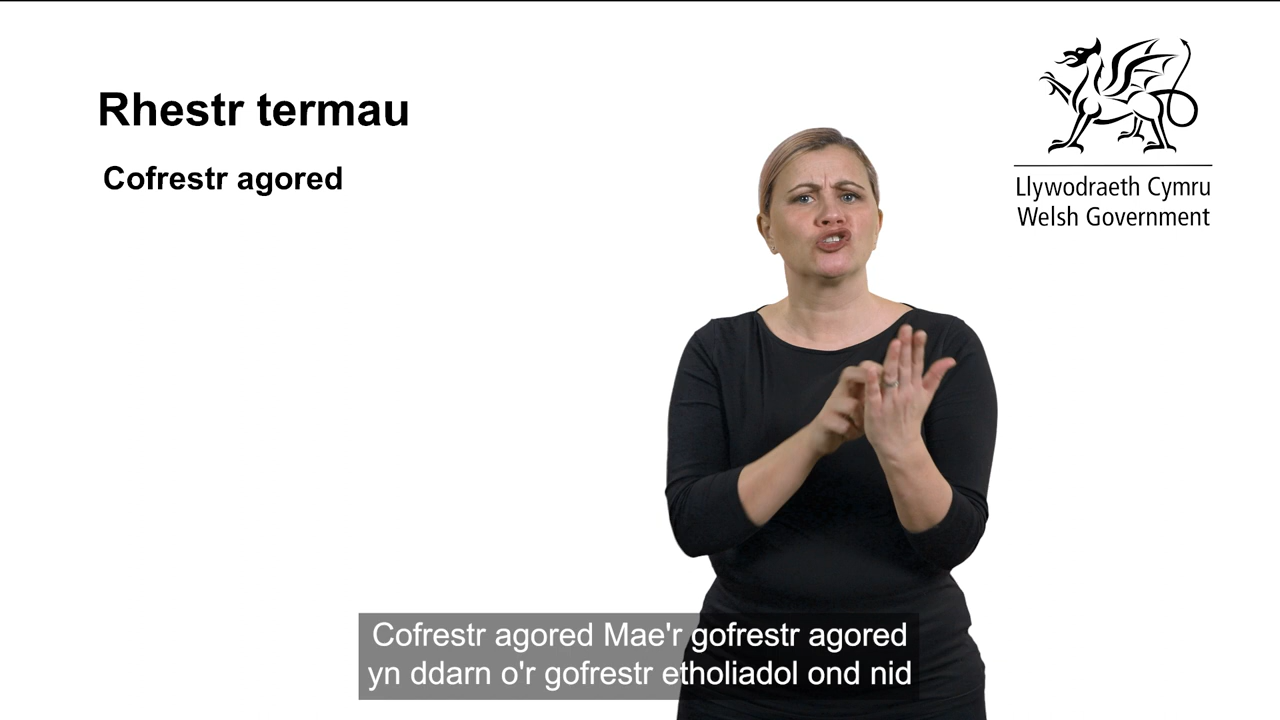 Rhestr termau
Cofrestr agored
Llywodraeth Cymru
Welsh Government
Cofrestr agored Mae'r gofrestr agored
yn ddarn o'r gofrestr etholiadol ond nid